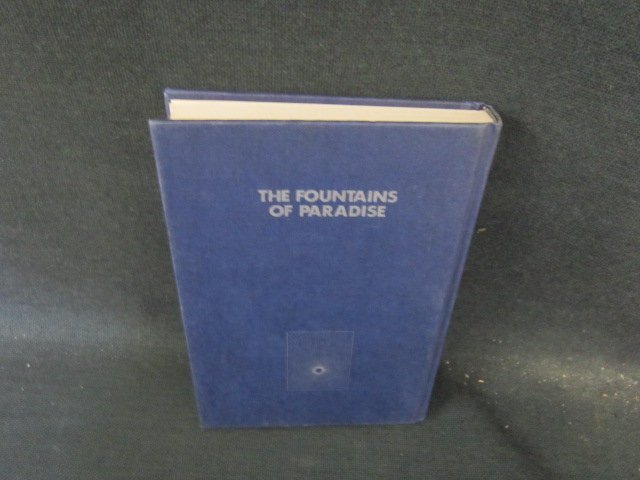 THE FOUNTAINS
OF PARADISE